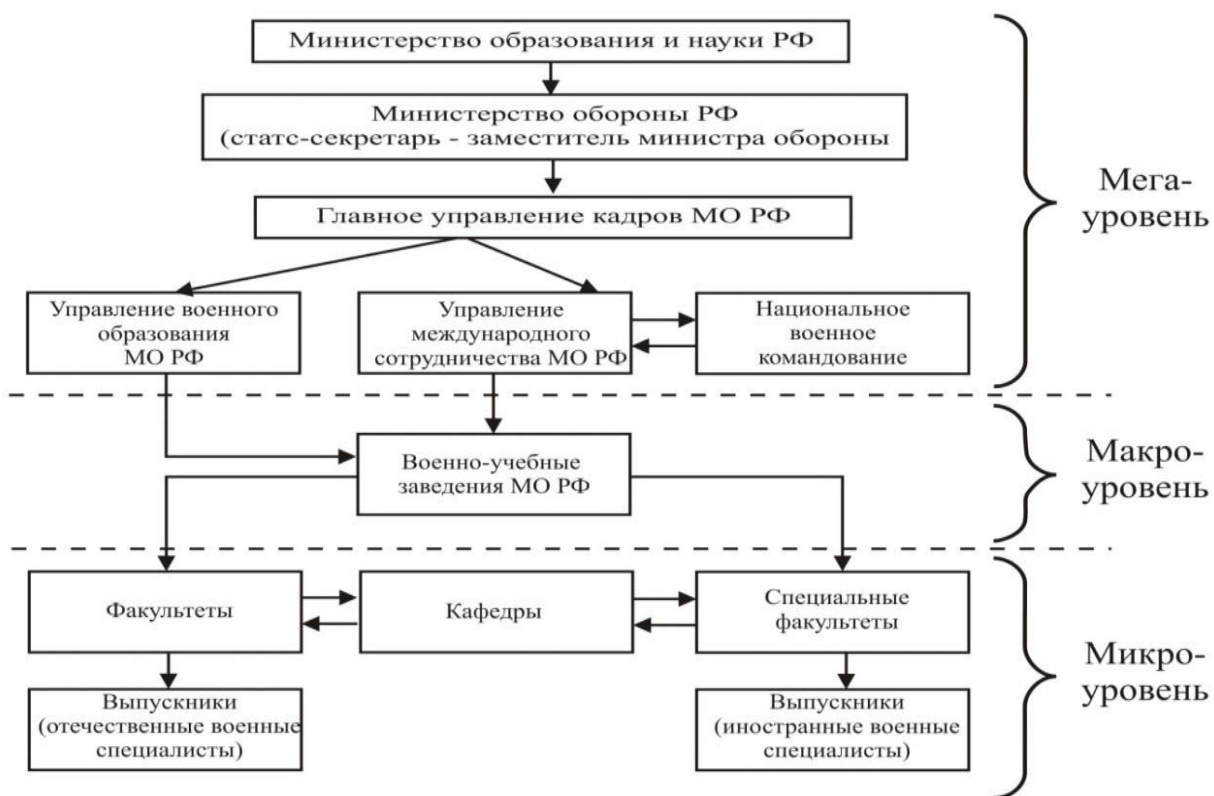 Министерство образования и науки РФ
Министерство обороны РФ
(статс-секретарь - заместитель министра обороны
Главное управление кадров МО РФ
Мега-
уровень
Управление военного
образования
МО РФ
Управление
международного
сотрудничества МО РФ
Национальное
военное
командование
Военно-учебные
заведения МО РФ
Макро-
уровень
Факультеты
Кафедры
Специальные
факультеты
Микро-
уровень
Выпускники
(отечественные военные
специалисты)
Выпускники
(иностранные военные
специалисты)